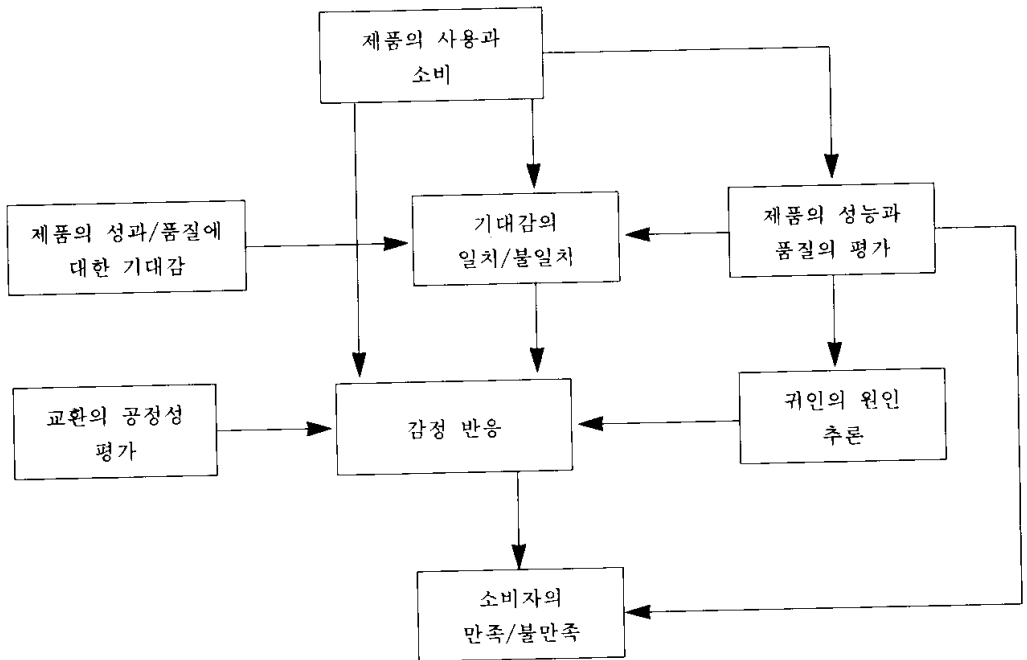 제품의 사용과
소비
제품의 성과/품질에
대한 기대감
기대감의
일치/불일치
제품의 성능과
품질의 평가
교환의 공정성
평가
감정 반응
귀인의 원인
추론
소비자의
만족/불만족